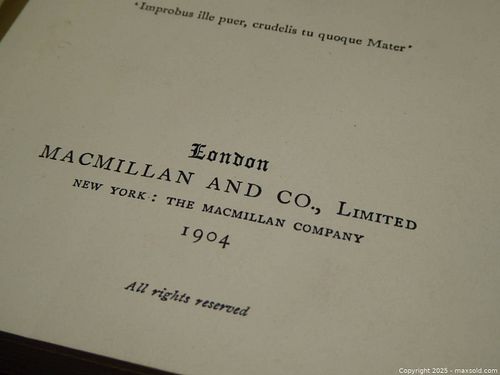 'Improbus ille puer, crudelis tu quoque Mater'
London
MACMILLAN AND CO., LIMITED
NEW YORK: THE MACMILLAN COMPANY
1904
All rights reserved
Copyright 2025 - maxsold.com